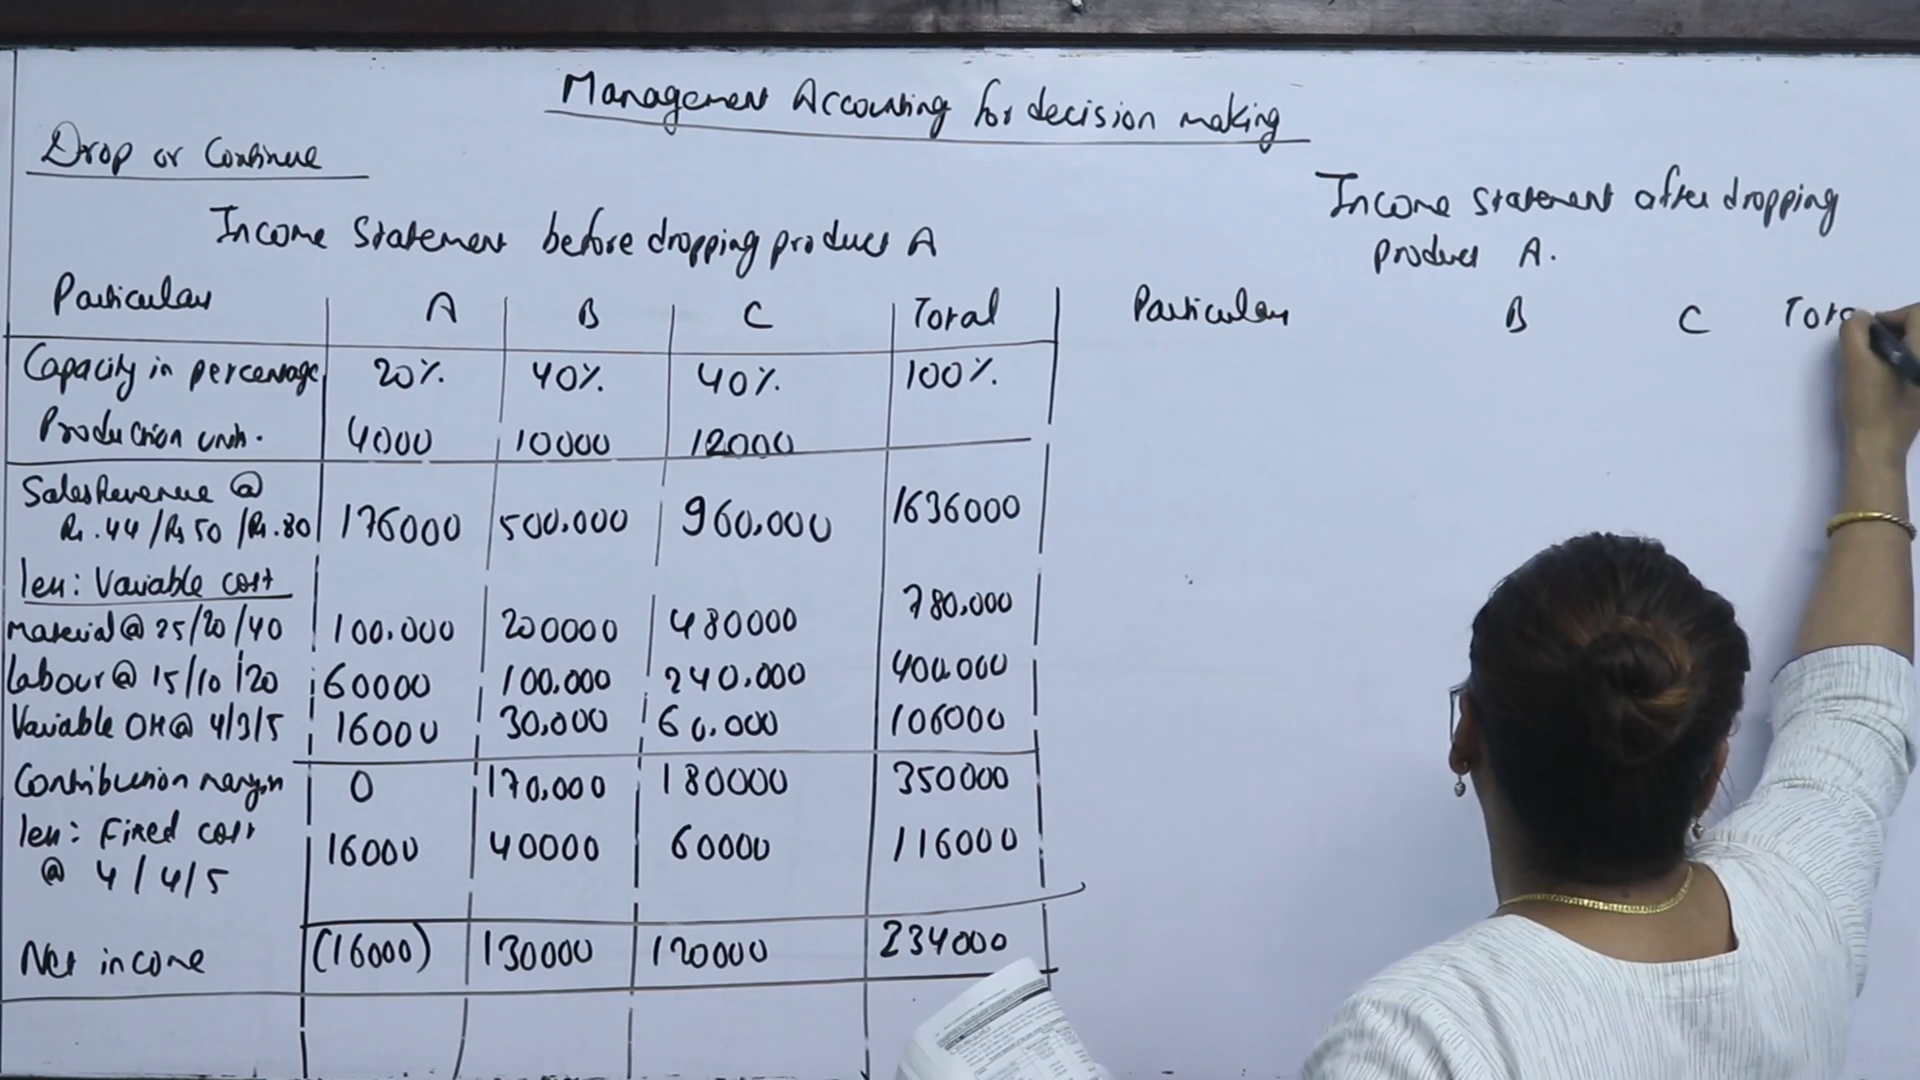 Management Accounting for decision making
Drop or Continue
Income Statement before dropping product A
Particulars A B C Total
Capacity in percentage 20% 40% 40% 100%
Production unit. 4000 10000 12000
Sales Revenue @
Rs.44/Rs50/Rs.80 176000 500,000 960,000 1636000
less: Variable cost
Material @ 25/20/40 100,000 200000 480000 780,000
Labour @ 15/10/20 60000 100,000 240,000 400,000
Variable OH@ 4/3/5 16000 30,000 60,000 106000
Contribution margin 0 170,000 180000 350000
less: Fixed cost
@ 4/4/5 16000 40000 60000 116000
Net income (16000) 130000 120000 234000
Income Statement after dropping
product A.
Particulars B C Tota